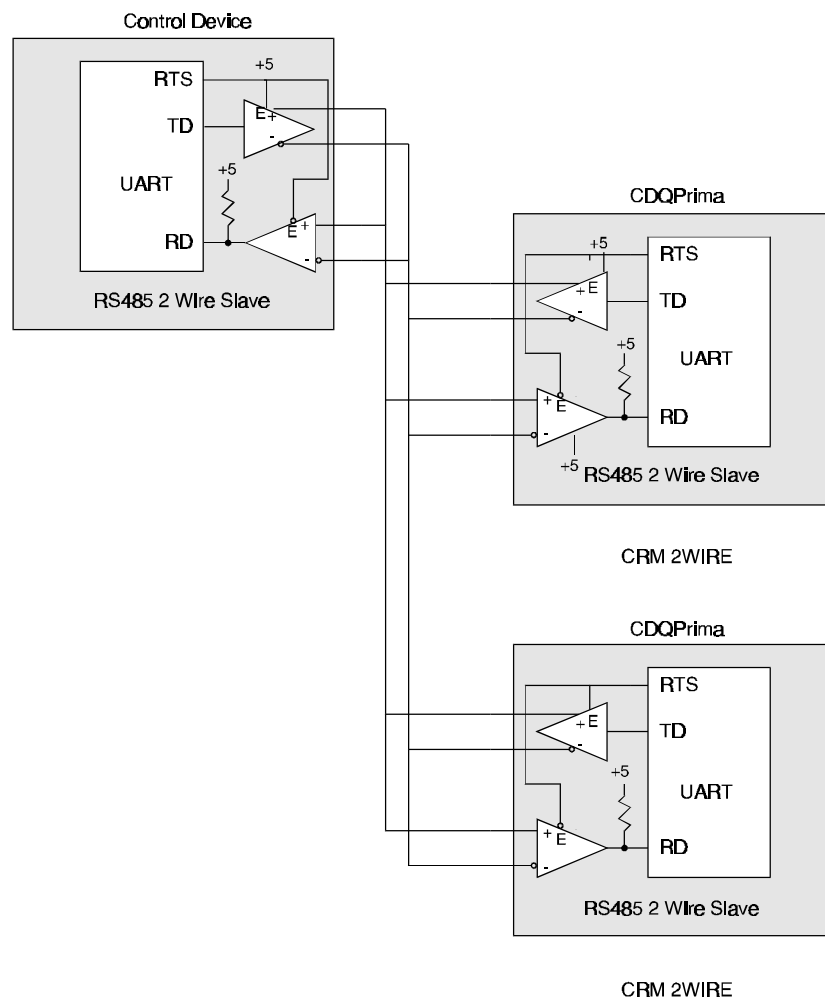 Control Device
+5
RTS
E +
TD
-
+5
UART
E +
RD
-
RS485 2 Wire Slave
CDQPrima
+5
RTS
+ E
TD
-
+5
UART
+
E
RD
-
+5
RS485 2 Wire Slave
CRM 2WIRE
CDQPrima
RTS
+ E
TD
-
+5
UART
+
E
RD
-
RS485 2 Wire Slave
CRM 2WIRE